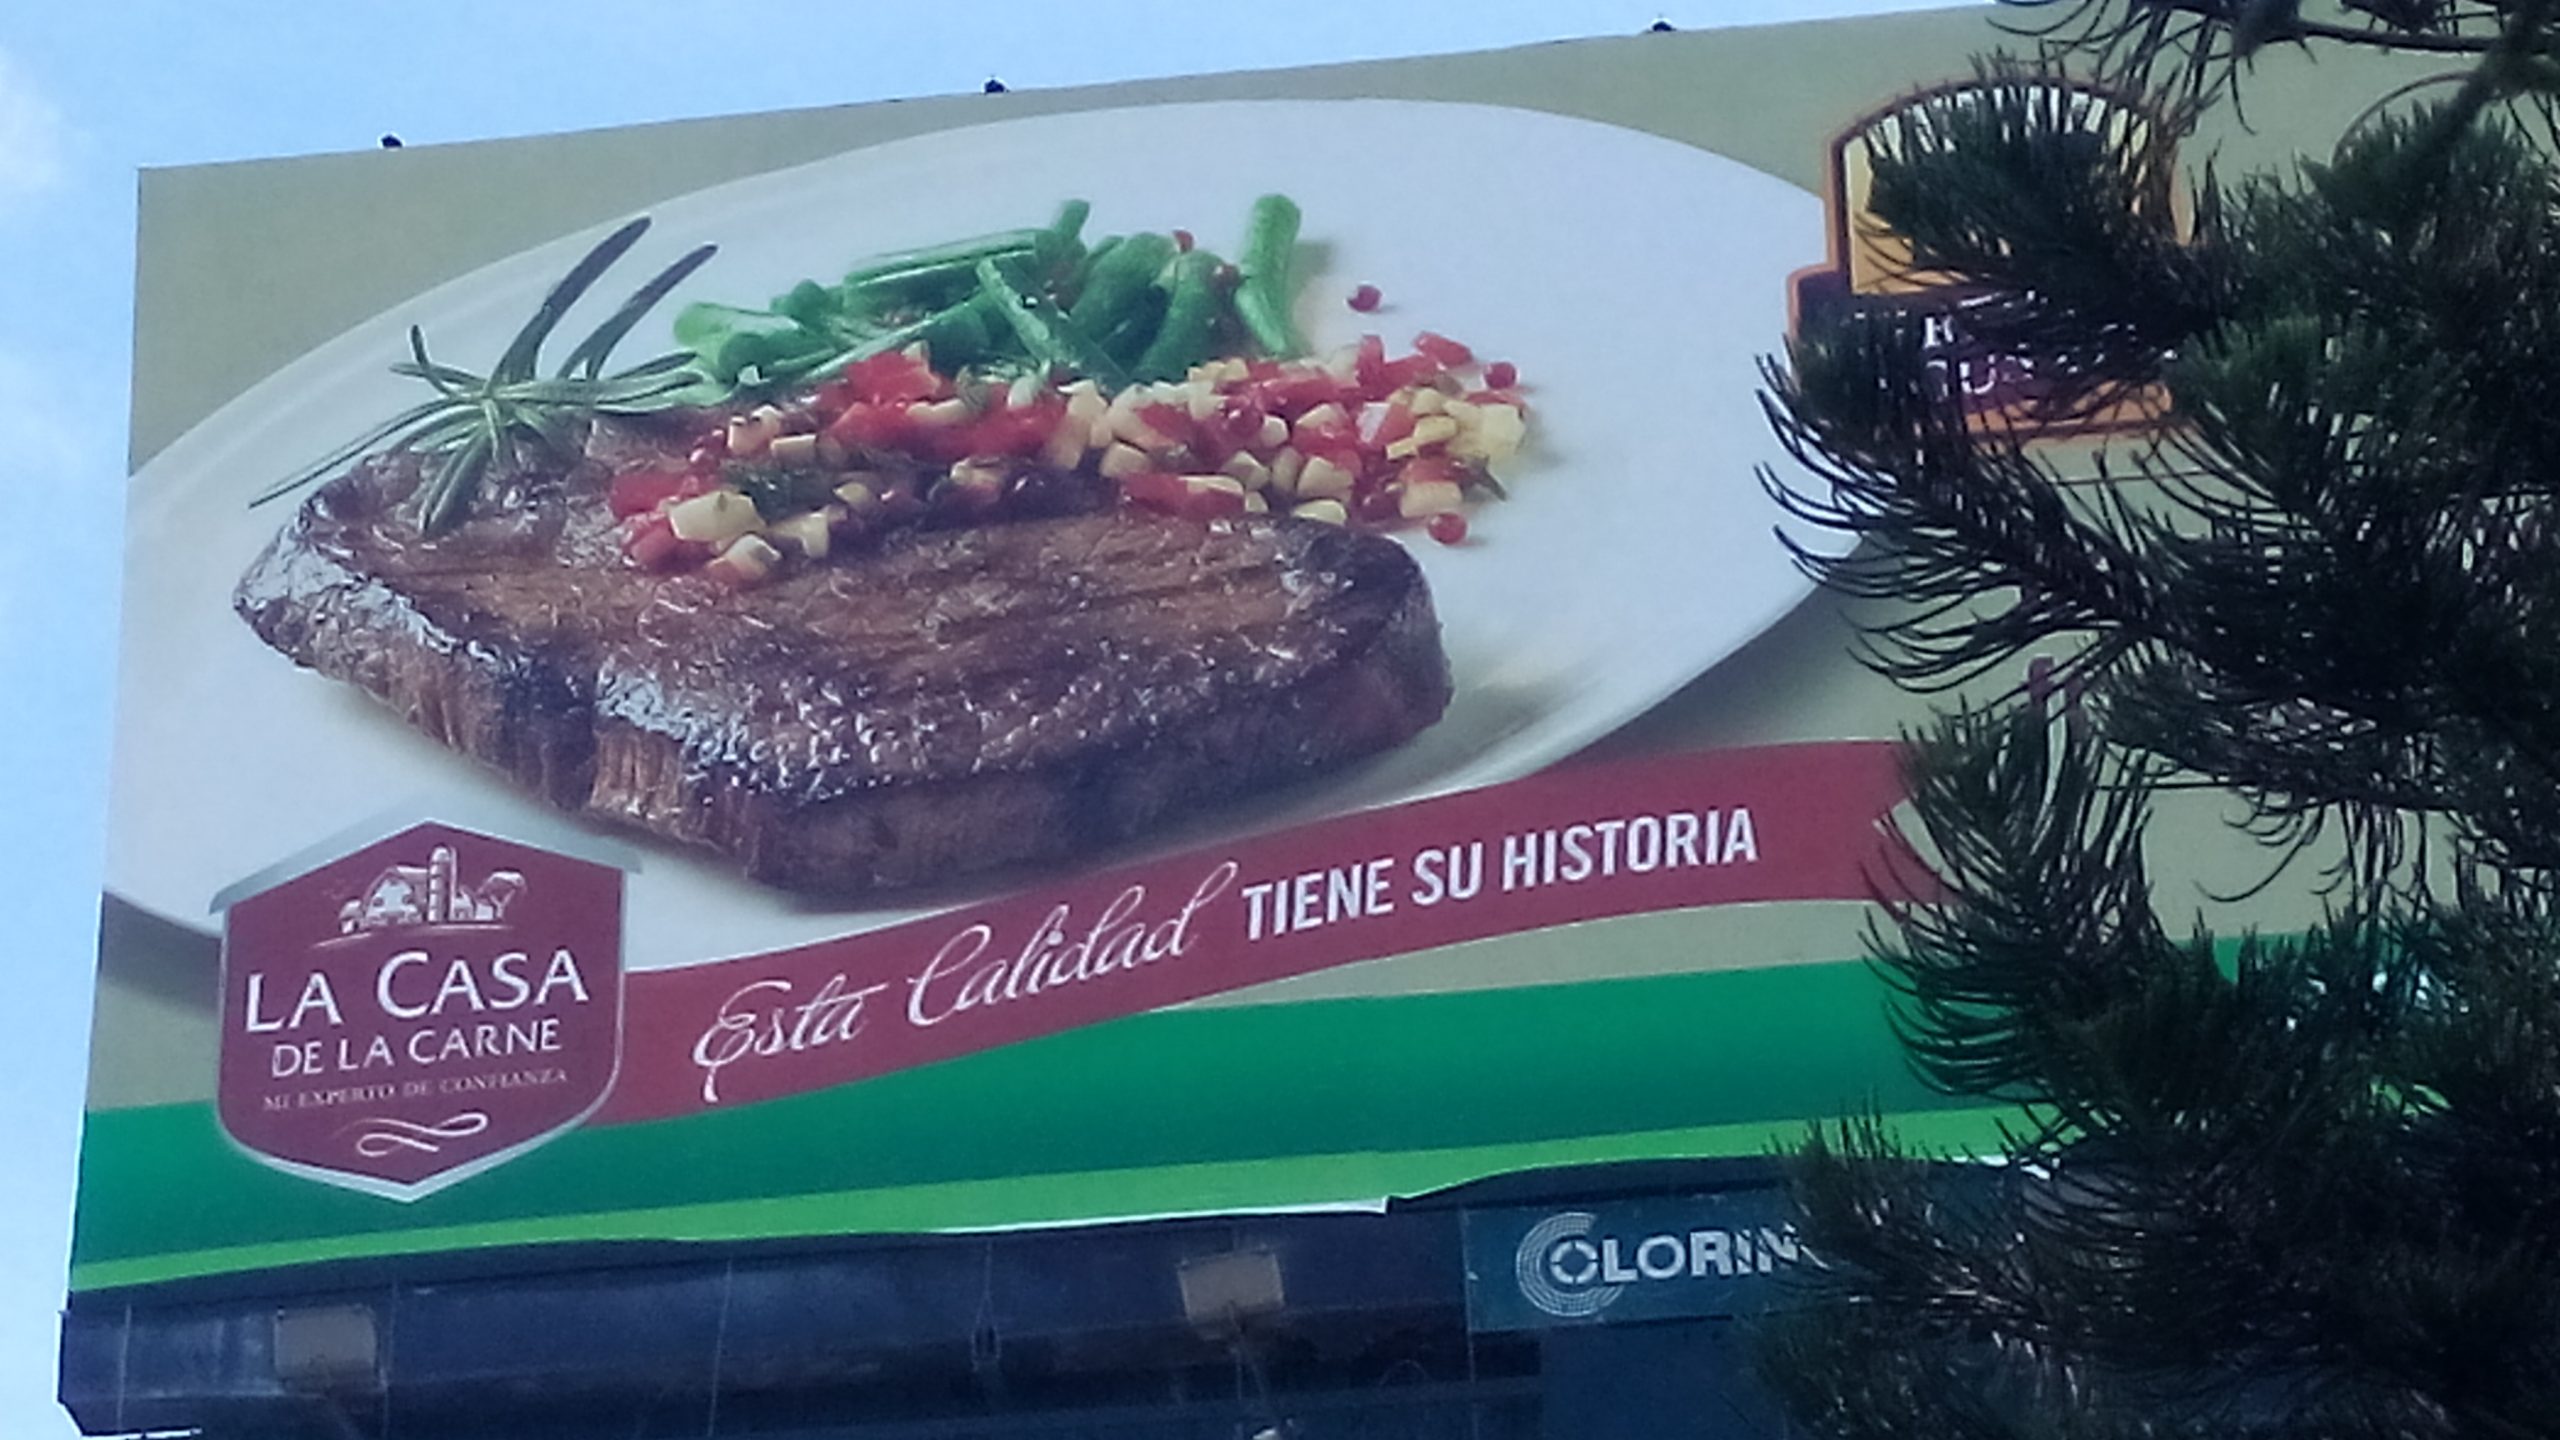 LA CASA
DE LA CARNE
MI EXPERTO DE CONFIANZA
Esta Calidad TIENE SU HISTORIA